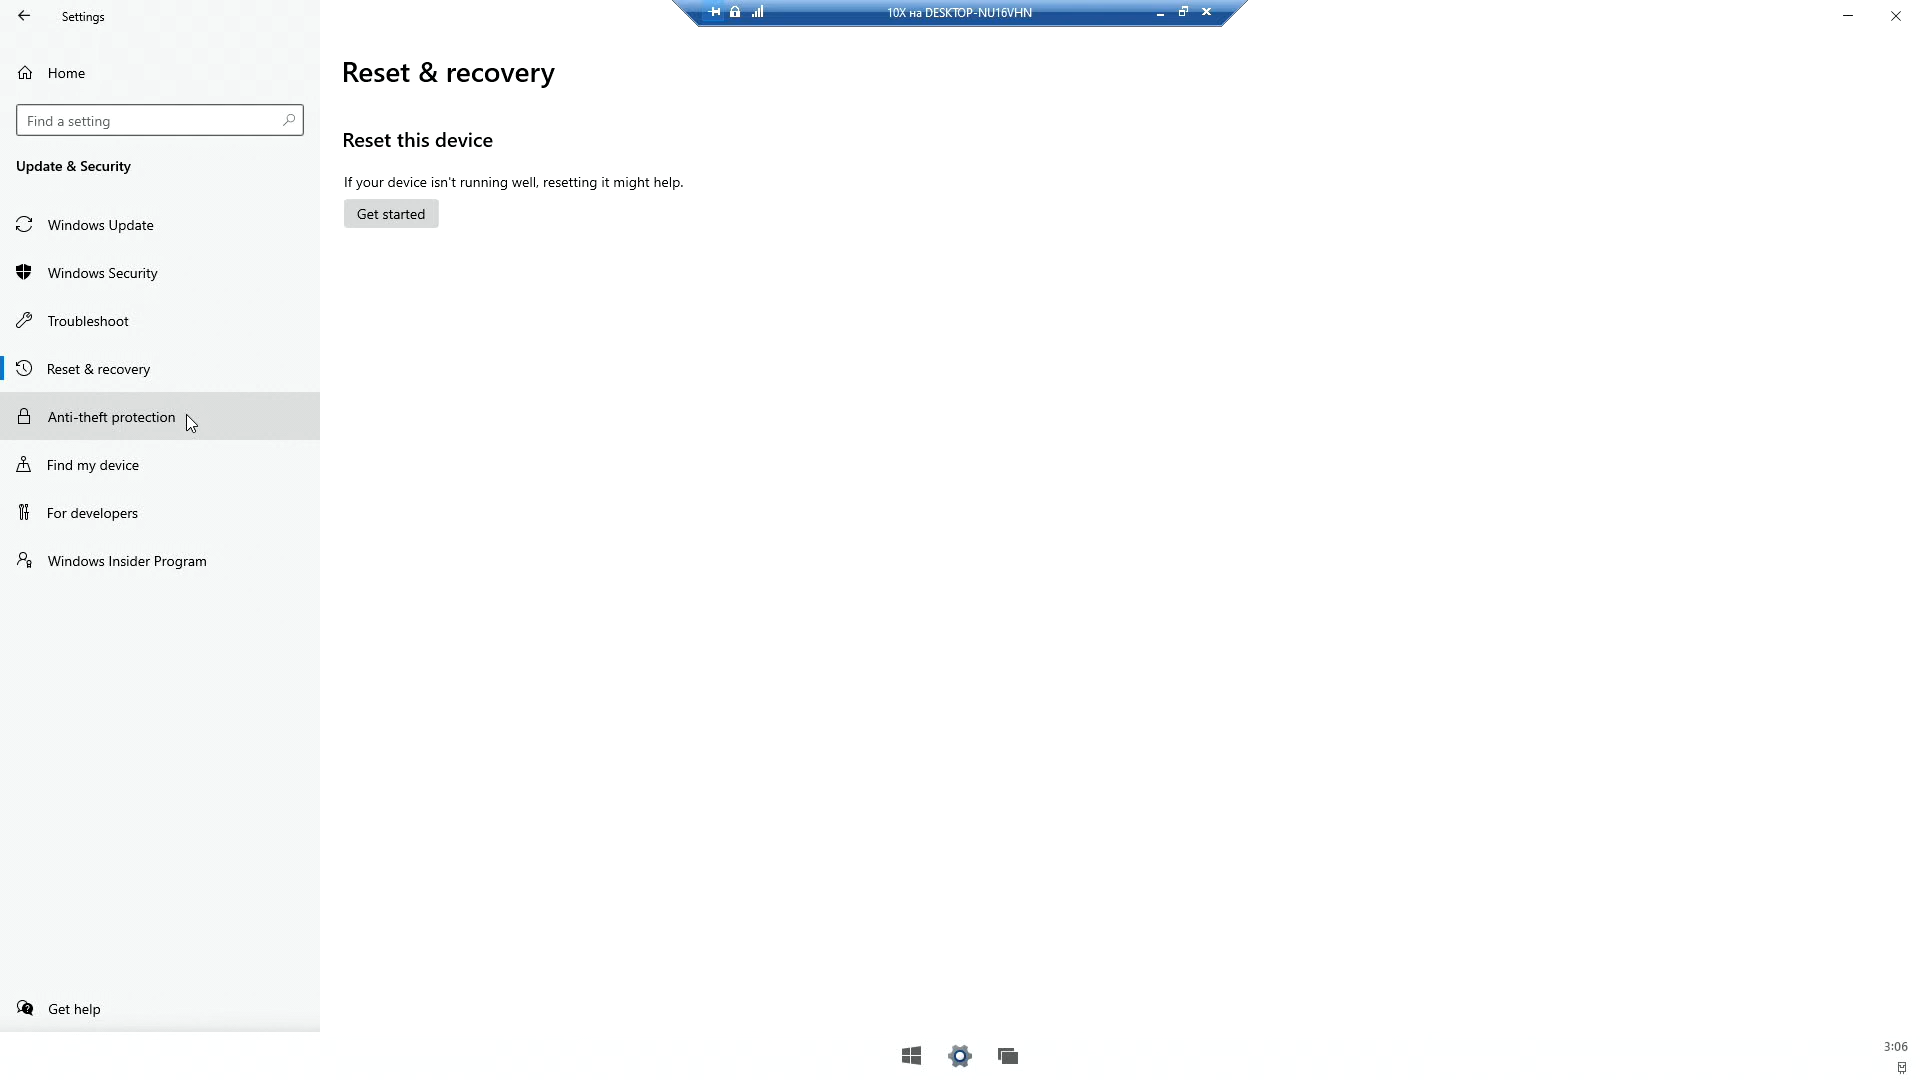 Settings
10X на DESKTOP-NU16VHN
Home
Find a setting
Update & Security
Windows Update
Windows Security
Troubleshoot
Reset & recovery
Anti-theft protection
Find my device
For developers
Windows Insider Program
Get help
Reset & recovery
Reset this device
If your device isn't running well, resetting it might help.
Get started
3:06